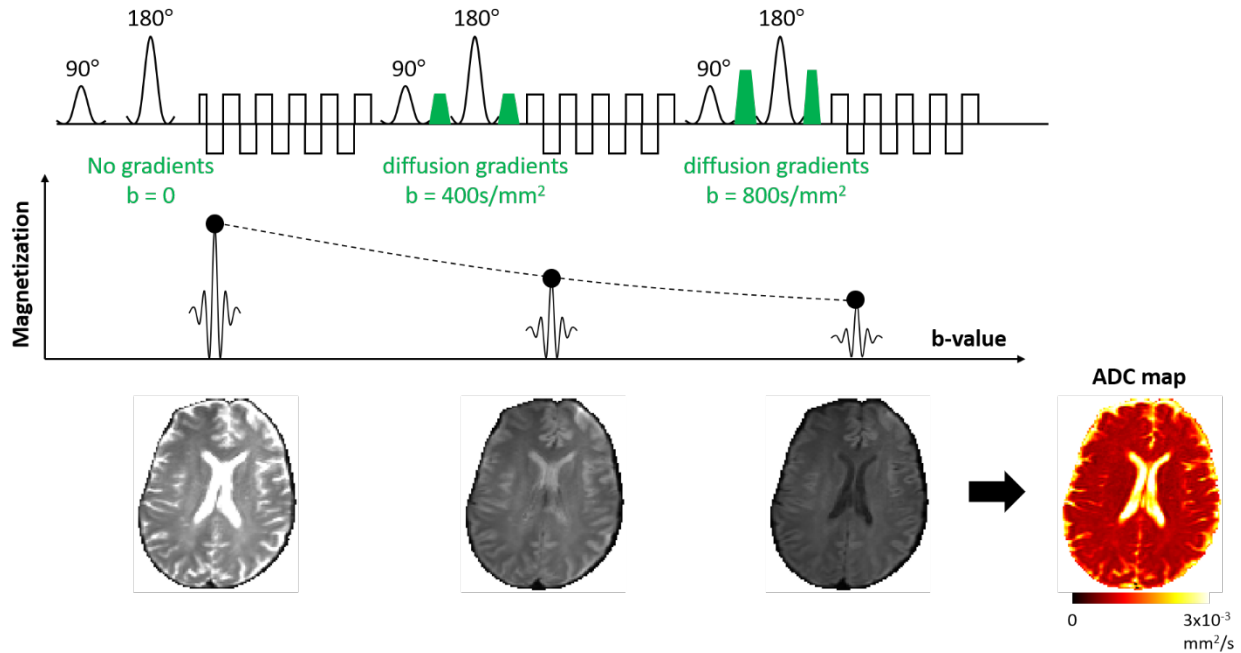 180°
180°
180°
90°
90°
90°
No gradients
b = 0
diffusion gradients
b = 400s/mm²
diffusion gradients
b = 800s/mm²
Magnetization
b-value
ADC map
0
3x10⁻³
mm²/s